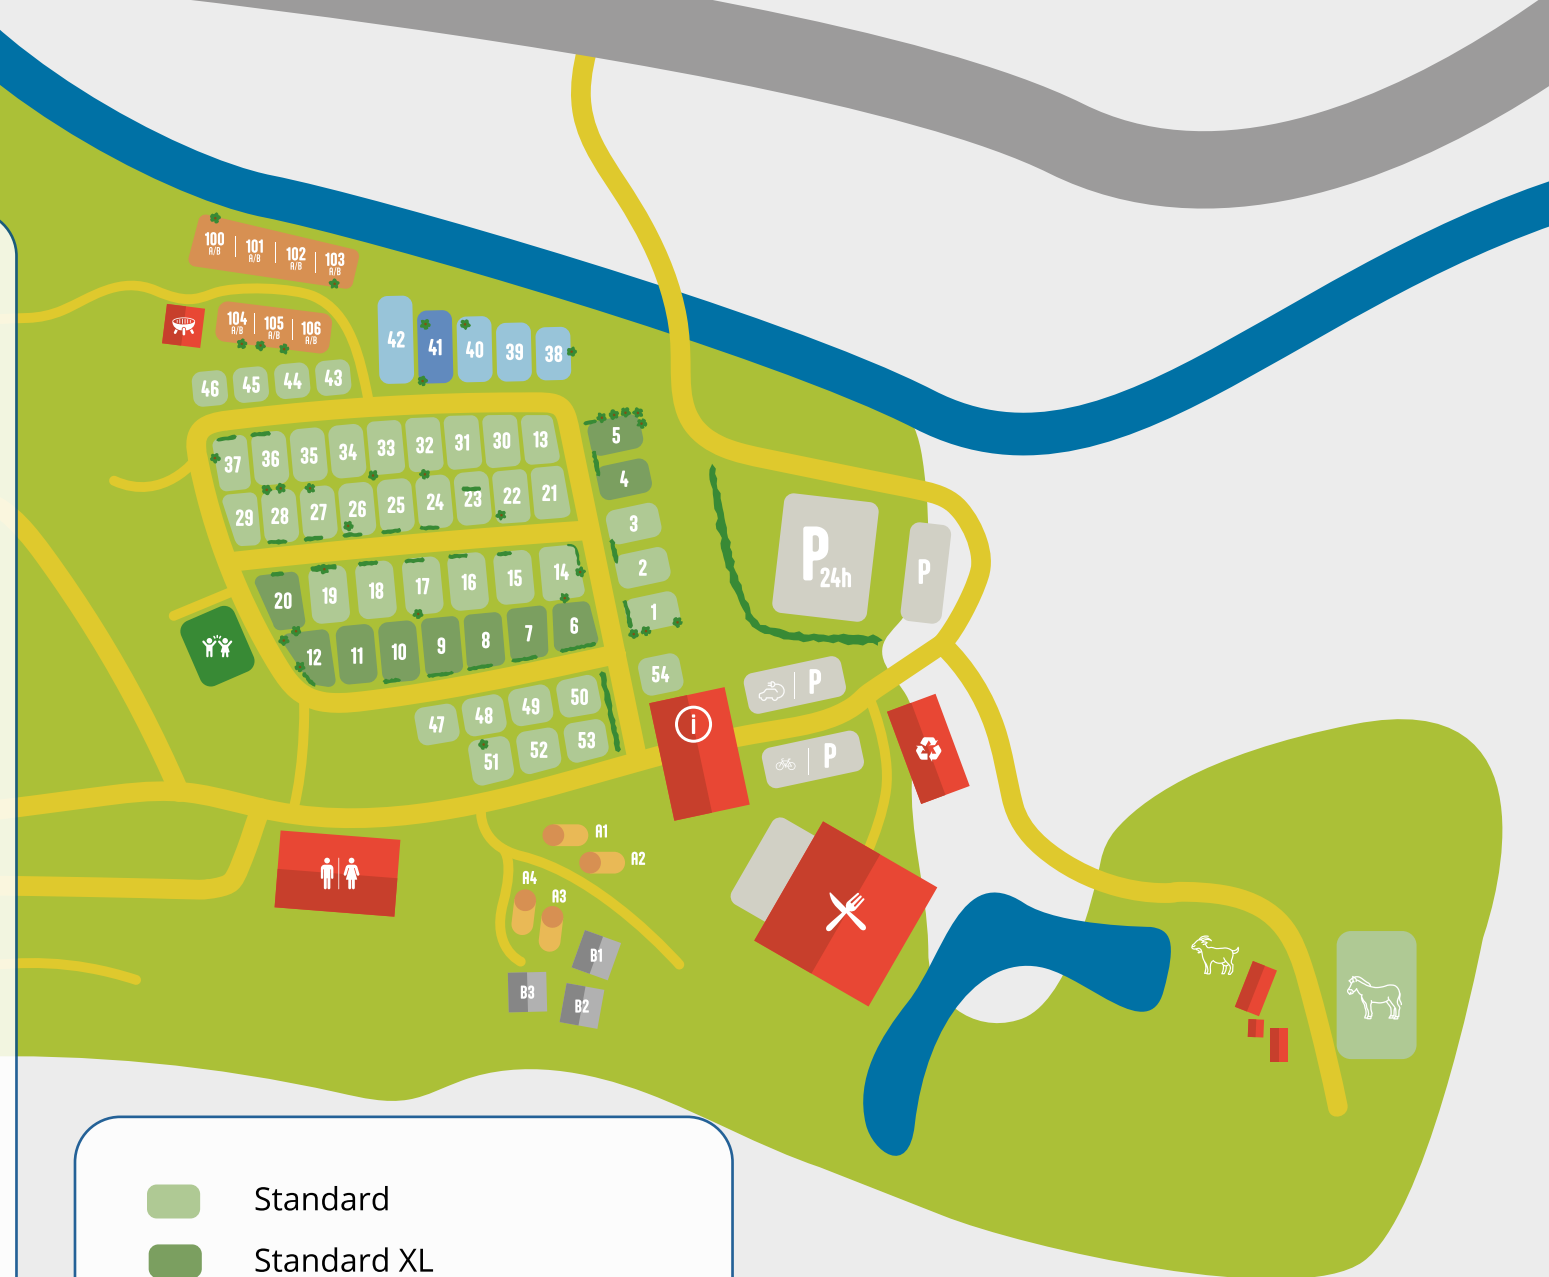 100 101 102 103
A/B A/B A/B A/B
104 105 106
A/B A/B A/B
42 41 40 39 38
46 45 44 43
5
37 36 35 34 33 32 31 30 13
4
29 28 27 26 25 24 23 22 21
3
2
20 19 18 17 16 15 14
1
12 11 10 9 8 7 6
54
47 48 49 50
51 52 53
P
24h
P
P
P
i
A1
A2
A4
A3
B1
B3
B2
Standard
Standard XL